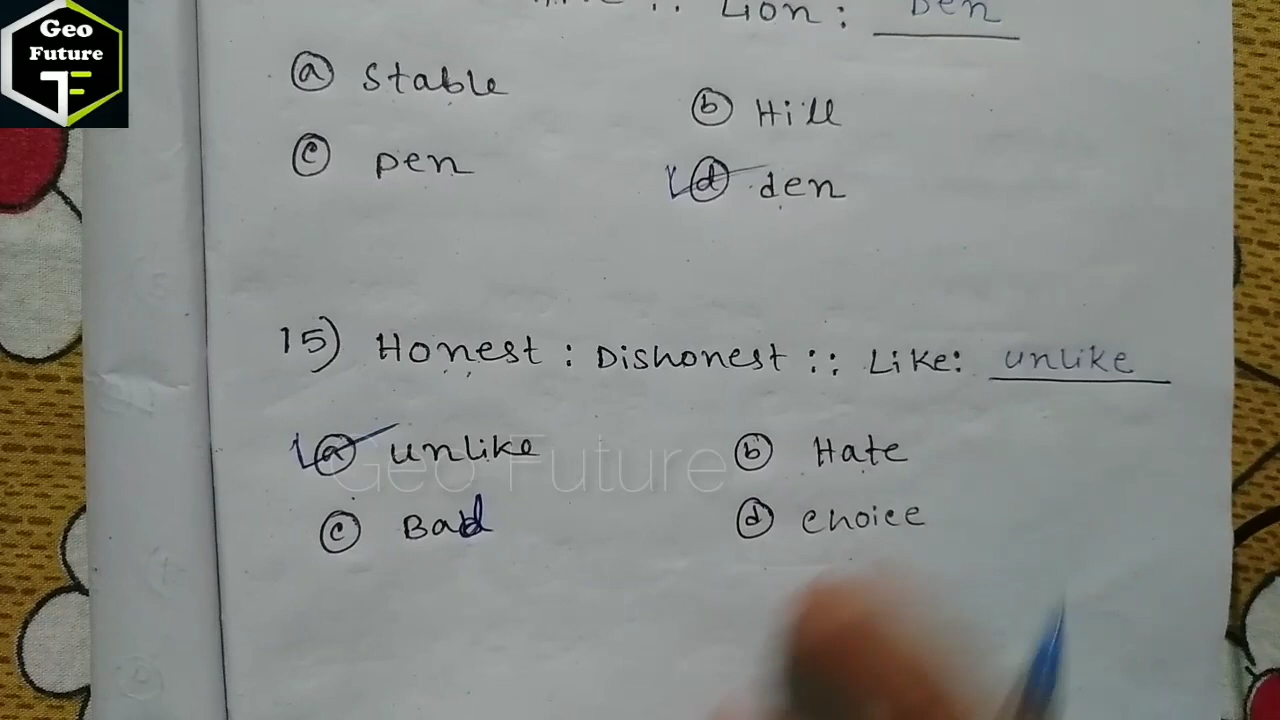 Geo
Future
:: Lion: Den
(a) Stable
(b) Hill
(c) pen
(d) den
15) Honest : Dishonest :: Like: unlike
(a) unlike
(b) Hate
(c) Bad
(d) choice
Geo Future